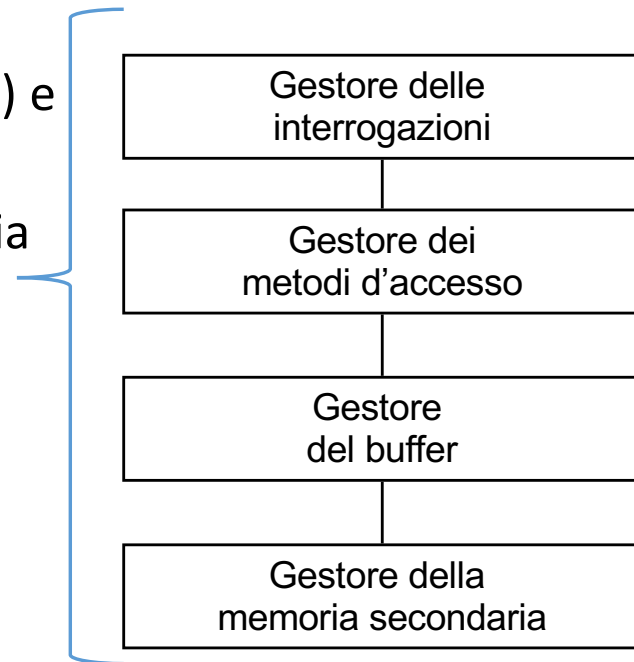 ) e
ia
Gestore delle
interrogazioni
Gestore dei
metodi d’accesso
Gestore
del buffer
Gestore della
memoria secondaria